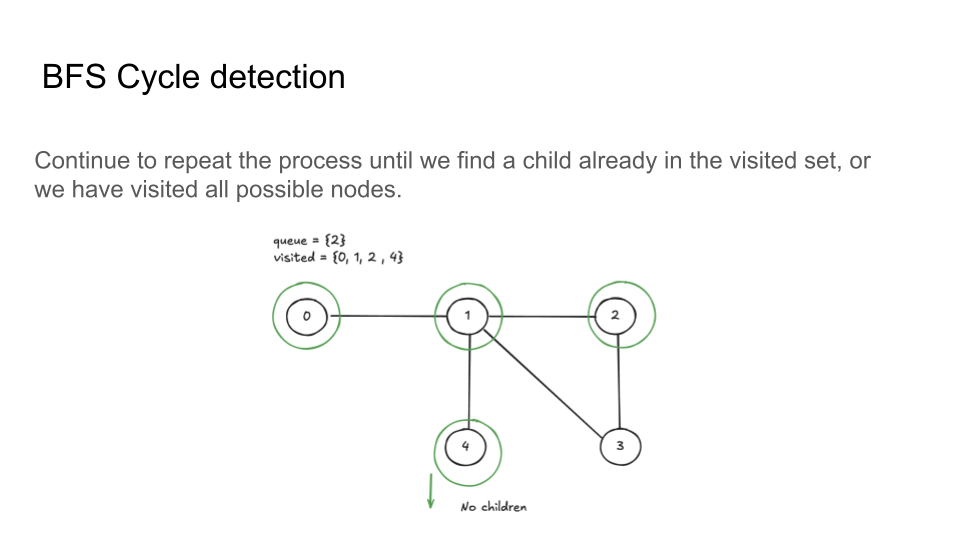 BFS Cycle detection
Continue to repeat the process until we find a child already in the visited set, or
we have visited all possible nodes.
queue = {2}
visited = {0, 1, 2 , 4}
0
1
2
4
3
No children